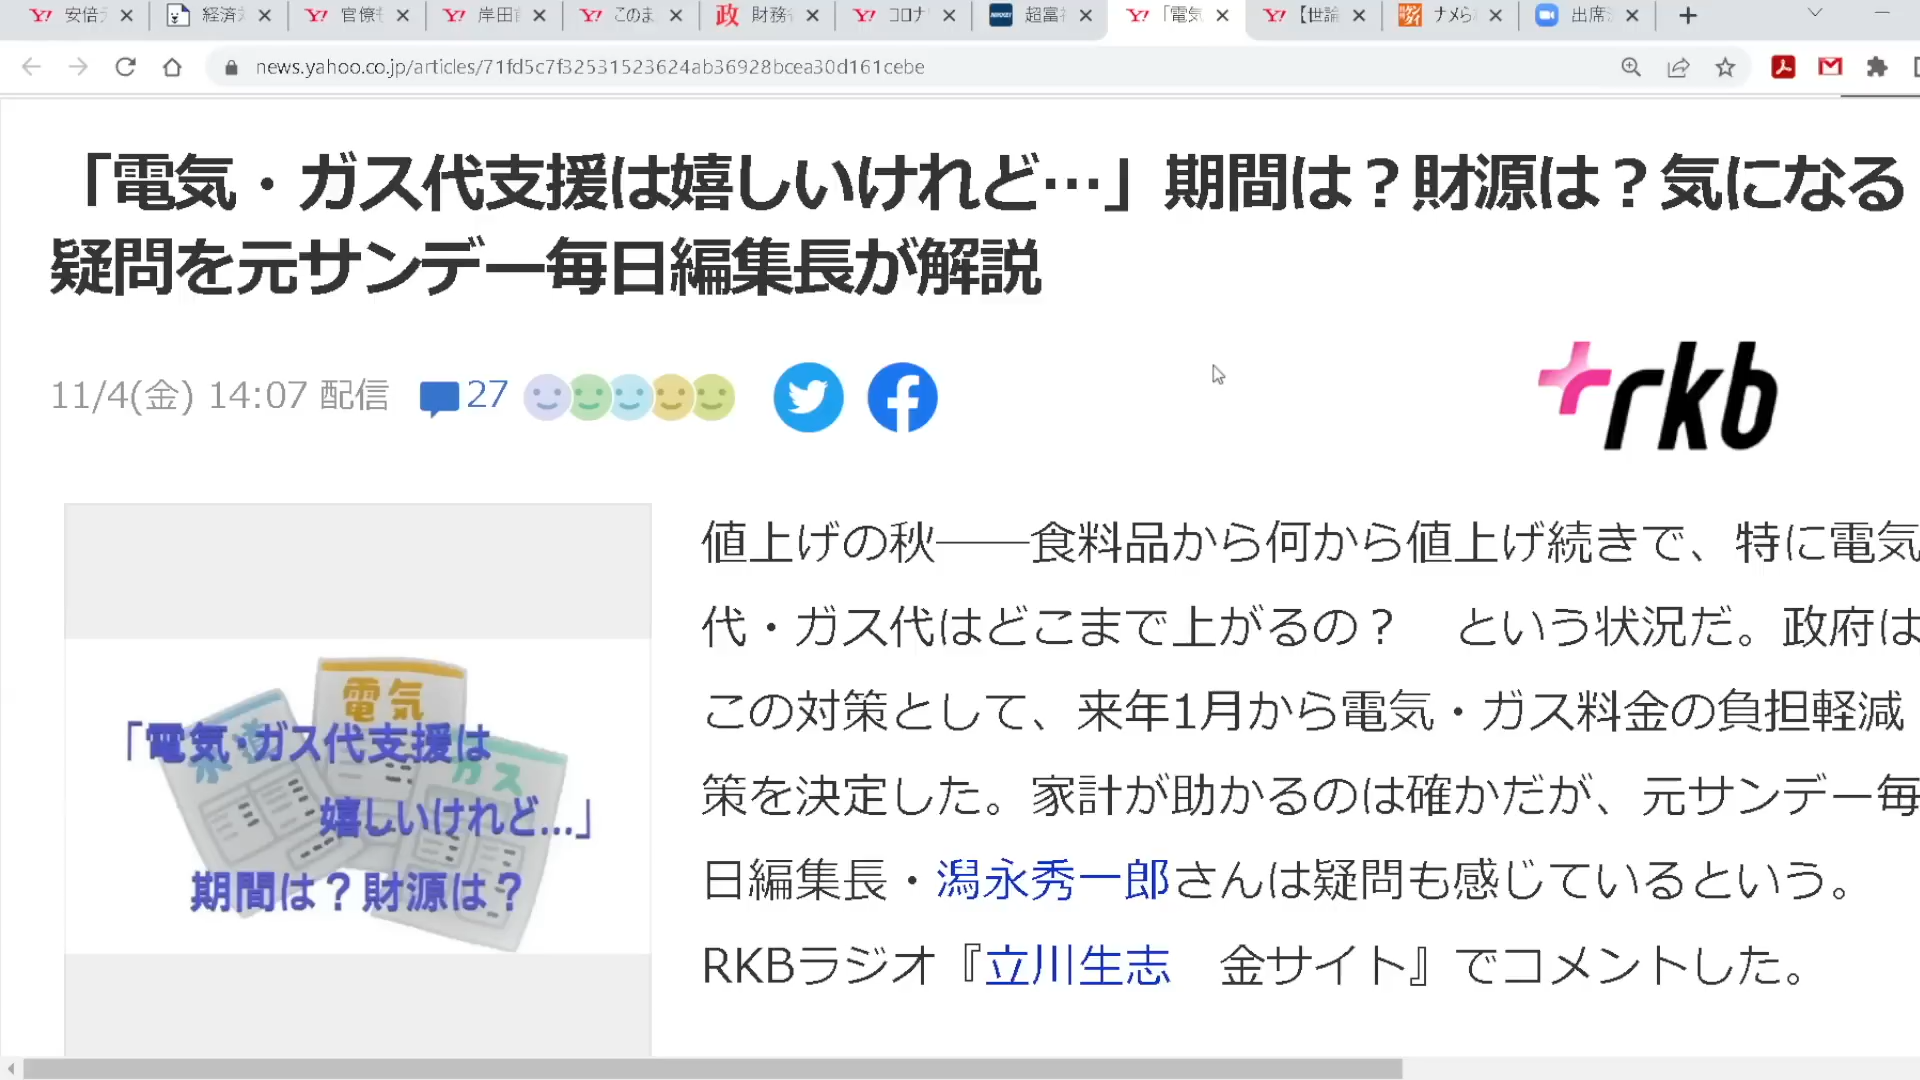 安倍 経済 官僚 岸田 このま 政 財務 コロナ NIKKEI 超富 「電気 【世論 ナメら 出席
news.yahoo.co.jp/articles/71fd5c7f32531523624ab36928bcea30d161cebe
「電気・ガス代支援は嬉しいけれど…」期間は？財源は？気になる
疑問を元サンデー毎日編集長が解説
11/4(金) 14:07 配信 27
rkb
値上げの秋――食料品から何から値上げ続きで、特に電気
代・ガス代はどこまで上がるの？　という状況だ。政府は
この対策として、来年1月から電気・ガス料金の負担軽減
策を決定した。家計が助かるのは確かだが、元サンデー毎
日編集長・潟永秀一郎さんは疑問も感じているという。
RKBラジオ『立川生志　金サイト』でコメントした。
電気
ガス
「電気・ガス代支援は
嬉しいけれど…」
期間は？財源は？